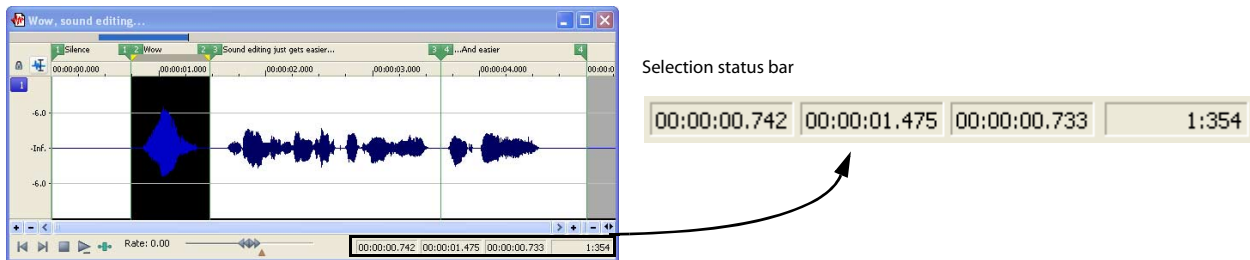 Wow, sound editing...
1 Silence 1 2 Wow 2 3 Sound editing just gets easier... 3 4 ...And easier 4
00:00:00.000 00:00:01.000 00:00:02.000 00:00:03.000 00:00:04.000 00:00:0
1
-6.0
-Inf.
-6.0
Rate: 0.00 00:00:00.742 00:00:01.475 00:00:00.733 1:354
Selection status bar
00:00:00.742 00:00:01.475 00:00:00.733 1:354